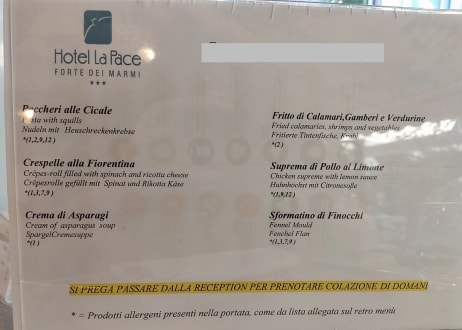 Hotel La Pace
FORTE DEI MARMI
***
Paccheri alle Cicale
Pasta with squills
Nudeln mit Heuschreckenkrebse
*(1,2,9,12 )
Crespelle alla Fiorentina
Crêpes-roll filled with spinach and ricotta cheese
Crêpesrolle gefüllt mit Spinat und Rikotta Käse
*(1,3,7,9 )
Crema di Asparagi
Cream of asparagus soup
SpargelCremesuppe
*(1 )
Fritto di Calamari,Gamberi e Verdurine
Fried calamaries, shrimps and vegetables
Fritierte Tintenfische,
*(2 )
Suprema di Pollo al Limone
Chicken supreme with lemon sauce
Huhnhöchst mit Citronesoße
*(1,9,12 )
Sformatino di Finocchi
Fennel Mould
Fenchel Flan
*(1,3,7,9 )
SI PREGA PASSARE DALLA RECEPTION PER PRENOTARE COLAZIONE DI DOMANI
* = Prodotti allergeni presenti nella portata, come da lista allegata sul retro menù